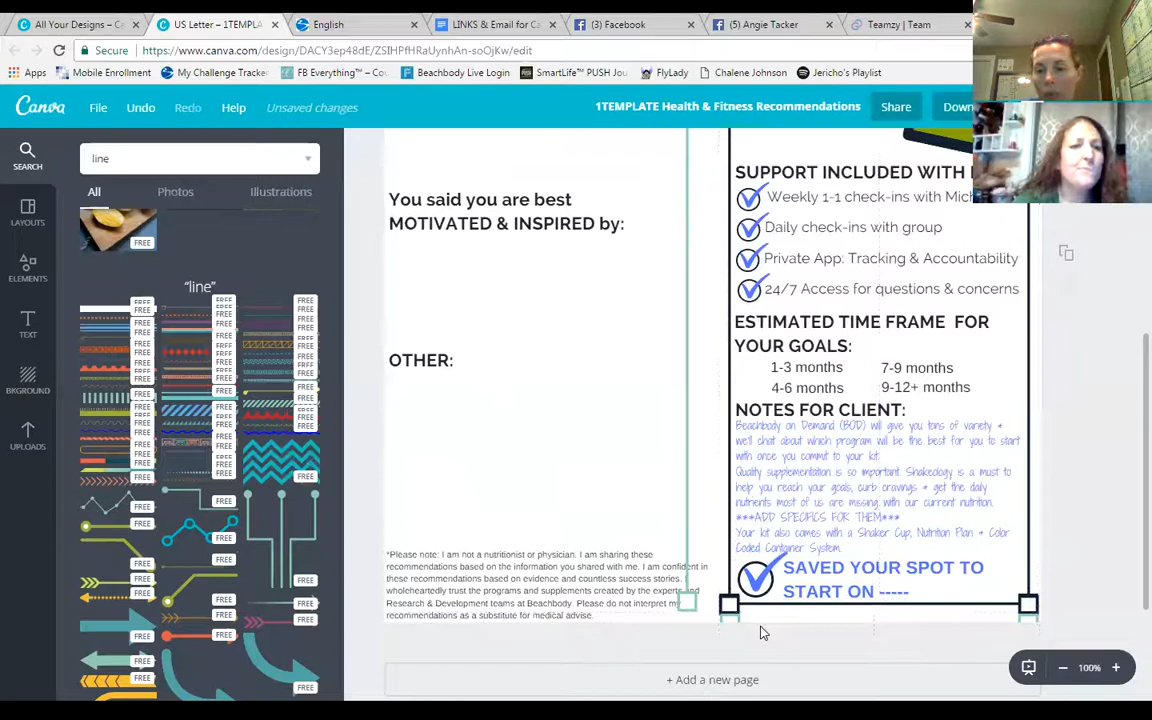 All Your Designs – C
US Letter – 1TEMPLA
English
LINKS & Email for Ca
(3) Facebook
(5) Angie Tacker
Teamzy | Team
Secure
https://www.canva.com/design/DACY3ep48dE/ZSIHPfHRaUynhAn-soOjKw/edit
Apps
Mobile Enrollment
My Challenge Tracker
FB Everything™ – Cou
Beachbody Live Login
SmartLife™ PUSH Jou
FlyLady
Chalene Johnson
Jericho's Playlist
Canva
File
Undo
Redo
Help
Unsaved changes
1TEMPLATE Health & Fitness Recommendations
Share
Down
SEARCH
LAYOUTS
ELEMENTS
TEXT
BKGROUND
UPLOADS
line
All
Photos
Illustrations
FREE
"line"
You said you are best
MOTIVATED & INSPIRED by:
OTHER:
*Please note: I am not a nutritionist or physician. I am sharing these
recommendations based on the information you shared with me. I am confident in
these recommendations based on evidence and countless success stories. I
wholeheartedly trust the programs and supplements created by the experts and
Research & Development teams at Beachbody. Please do not interpret my
recommendations as a substitute for medical advise.
SUPPORT INCLUDED WITH
Weekly 1-1 check-ins with Mich
Daily check-ins with group
Private App: Tracking & Accountability
24/7 Access for questions & concerns
ESTIMATED TIME FRAME FOR
YOUR GOALS:
1-3 months
7-9 months
4-6 months
9-12+ months
NOTES FOR CLIENT:
Beachbody on Demand (BOD) will give you tons of variety +
we'll chat about which program will be the best for you to start
with once you commit to your kit.
Quality supplementation is so important. Shakeology is a must to
help you reach your goals, curb cravings + get the daily
nutrients most of us are missing with our current nutrition.
***ADD SPECIFICS FOR THEM***
Your kit also comes with a Shaker Cup, Nutrition Plan + Color
Coded Container System.
SAVED YOUR SPOT TO
START ON -----
+ Add a new page
100%